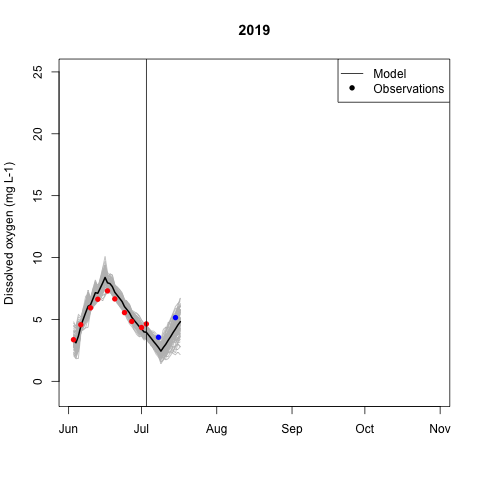 2019
Model
Observations
Dissolved oxygen (mg L-1)
25
20
15
10
5
0
Jun Jul Aug Sep Oct Nov